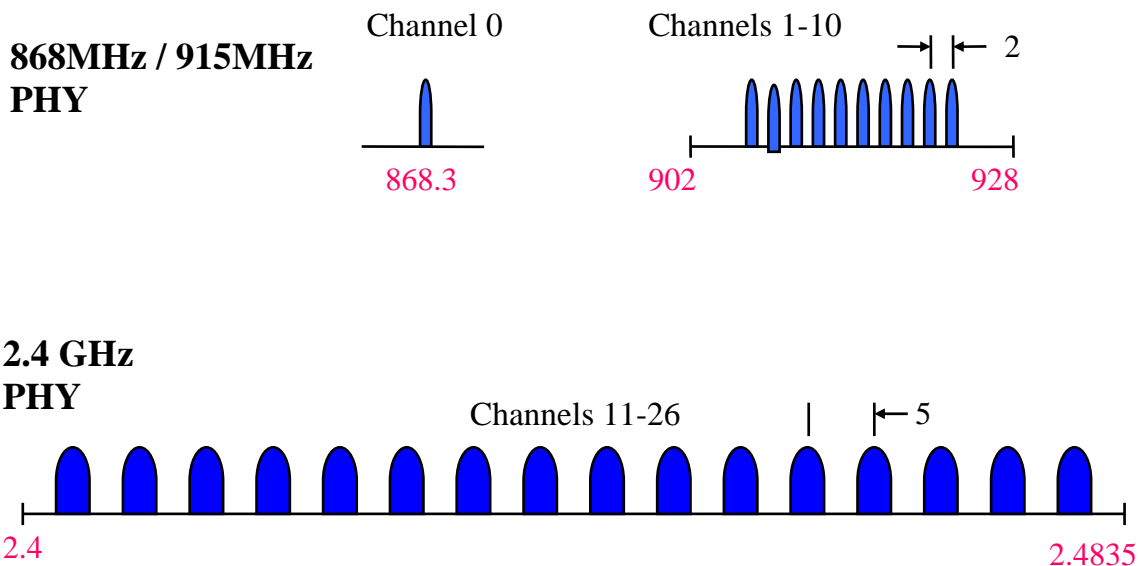 Channel 0
Channels 1-10
868MHz / 915MHz
PHY
2
868.3
902
928
2.4 GHz
PHY
Channels 11-26
5
2.4
2.4835